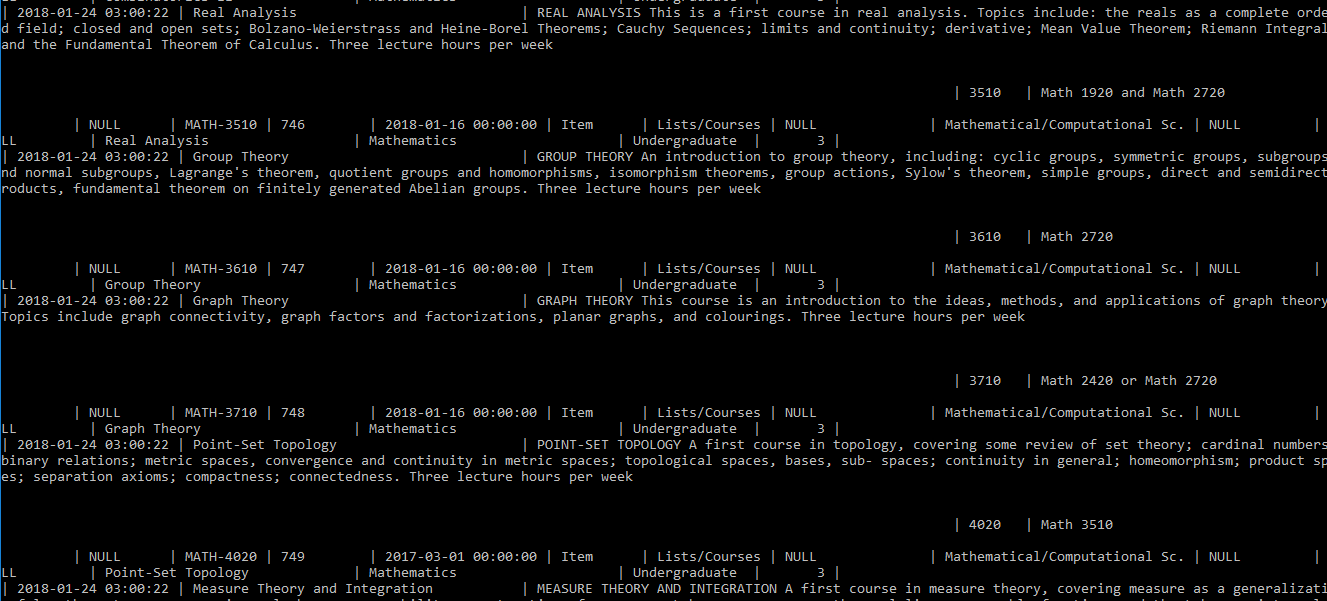 | 2018-01-24 03:00:22 | Real Analysis | REAL ANALYSIS This is a first course in real analysis. Topics include: the reals as a complete orde
d field; closed and open sets; Bolzano-Weierstrass and Heine-Borel Theorems; Cauchy Sequences; limits and continuity; derivative; Mean Value Theorem; Riemann Integral
and the Fundamental Theorem of Calculus. Three lecture hours per week
| 3510 | Math 1920 and Math 2720
| NULL | MATH-3510 | 746 | 2018-01-16 00:00:00 | Item | Lists/Courses | NULL | Mathematical/Computational Sc. | NULL |
LL | Real Analysis | Mathematics | Undergraduate | 3 |
| 2018-01-24 03:00:22 | Group Theory | GROUP THEORY An introduction to group theory, including: cyclic groups, symmetric groups, subgroups
nd normal subgroups, Lagrange's theorem, quotient groups and homomorphisms, isomorphism theorems, group actions, Sylow's theorem, simple groups, direct and semidirect
roducts, fundamental theorem on finitely generated Abelian groups. Three lecture hours per week
| 3610 | Math 2720
| NULL | MATH-3610 | 747 | 2018-01-16 00:00:00 | Item | Lists/Courses | NULL | Mathematical/Computational Sc. | NULL |
LL | Group Theory | Mathematics | Undergraduate | 3 |
| 2018-01-24 03:00:22 | Graph Theory | GRAPH THEORY This course is an introduction to the ideas, methods, and applications of graph theory
Topics include graph connectivity, graph factors and factorizations, planar graphs, and colourings. Three lecture hours per week
| 3710 | Math 2420 or Math 2720
| NULL | MATH-3710 | 748 | 2018-01-16 00:00:00 | Item | Lists/Courses | NULL | Mathematical/Computational Sc. | NULL |
LL | Graph Theory | Mathematics | Undergraduate | 3 |
| 2018-01-24 03:00:22 | Point-Set Topology | POINT-SET TOPOLOGY A first course in topology, covering some review of set theory; cardinal numbers
binary relations; metric spaces, convergence and continuity in metric spaces; topological spaces, bases, sub- spaces; continuity in general; homeomorphism; product sp
es; separation axioms; compactness; connectedness. Three lecture hours per week
| 4020 | Math 3510
| NULL | MATH-4020 | 749 | 2017-03-01 00:00:00 | Item | Lists/Courses | NULL | Mathematical/Computational Sc. | NULL |
LL | Point-Set Topology | Mathematics | Undergraduate | 3 |
| 2018-01-24 03:00:22 | Measure Theory and Integration | MEASURE THEORY AND INTEGRATION A first course in measure theory, covering measure as a generalizati